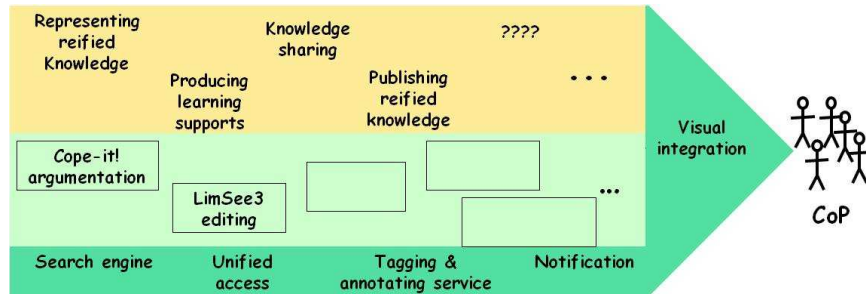 Representing
reified
Knowledge
Knowledge
sharing
????
Producing
learning
supports
Publishing
reified
knowledge
...
Visual
integration
Cope-it!
argumentation
LimSee3
editing
...
CoP
Search engine
Unified
access
Tagging &
annotating service
Notification